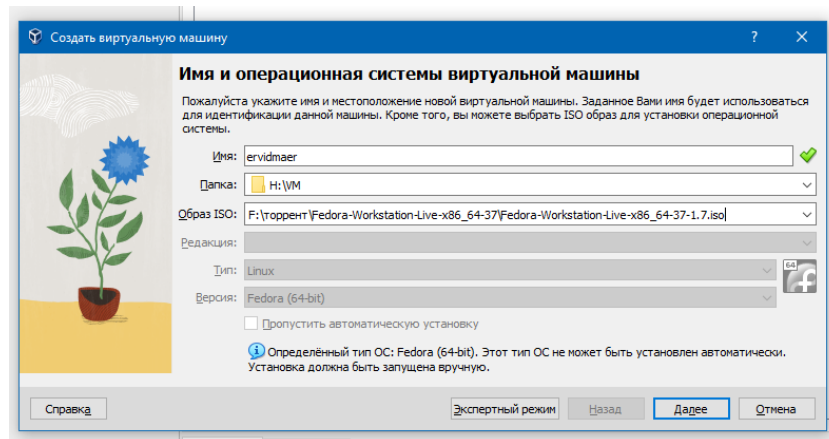 Создать виртуальную машину
Имя и операционная системы виртуальной машины
Пожалуйста укажите имя и местоположение новой виртуальной машины. Заданное Вами имя будет использоваться
для идентификации данной машины. Кроме того, вы можете выбрать ISO образ для установки операционной
системы.
Имя: ervidmaer
Папка: H:\VM
Образ ISO: F:\торрент\Fedora-Workstation-Live-x86_64-37\Fedora-Workstation-Live-x86_64-37-1.7.iso
Редакция:
Тип: Linux
64
Версия: Fedora (64-bit)
Пропустить автоматическую установку
Определённый тип ОС: Fedora (64-bit). Этот тип ОС не может быть установлен автоматически.
Установка должна быть запущена вручную.
Справка Экспертный режим Назад Далее Отмена